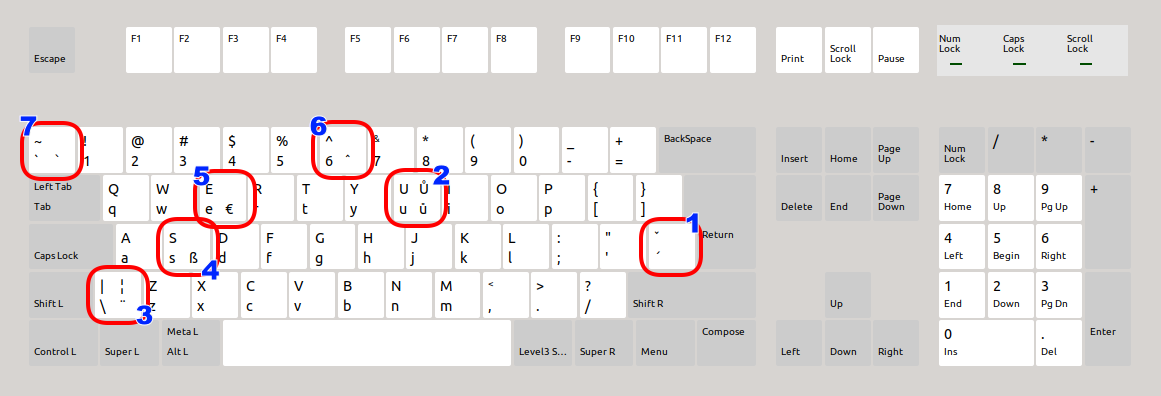 F1 F2 F3 F4 F5 F6 F7 F8 F9 F10 F11 F12 Num Lock Caps Lock Scroll Lock
Escape Print Scroll Lock Pause
7 6
~ ! @ # $ % ^ & * ( ) _ + BackSpace / * -
` ` 1 2 3 4 5 6 ^ 7 8 9 0 - = Insert Home Page Up Num Lock
5 2
Left Tab Q W E R T Y U Ů I O P { } 7 8 9 +
Tab q w e € r t y u ů i o p [ ] Delete End Page Down Home Up Pg Up
1
A S D F G H J K L : " ˇ Return 4 5 6
Caps Lock a s ß d f g h j k l ; ' ´ Left Begin Right
4
| ¦ Z X C V B N M < > ? 1 2 3
Shift L \ ¨ z x c v b n m , . / Shift R Up End Down Pg Dn
3
Meta L Compose 0 . Enter
Control L Super L Alt L Level3 S... Super R Menu Left Down Right Ins Del